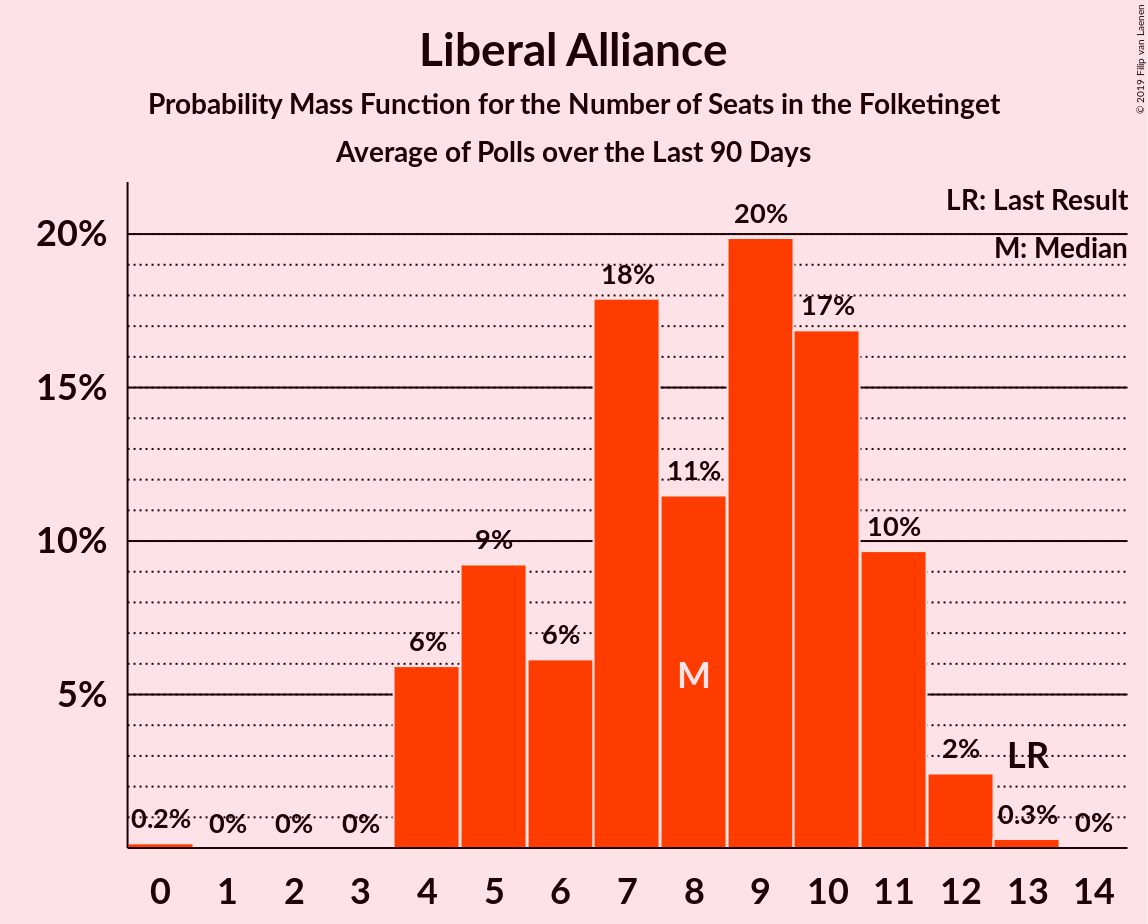 Liberal Alliance
Probability Mass Function for the Number of Seats in the Folketinget
Average of Polls over the Last 90 Days
© 2019 Filip van Laenen
LR: Last Result
M: Median
20%
15%
10%
5%
0.2%
0%
0%
0%
6%
9%
6%
18%
11%
20%
17%
10%
2%
0.3%
0%
M
LR
0 1 2 3 4 5 6 7 8 9 10 11 12 13 14